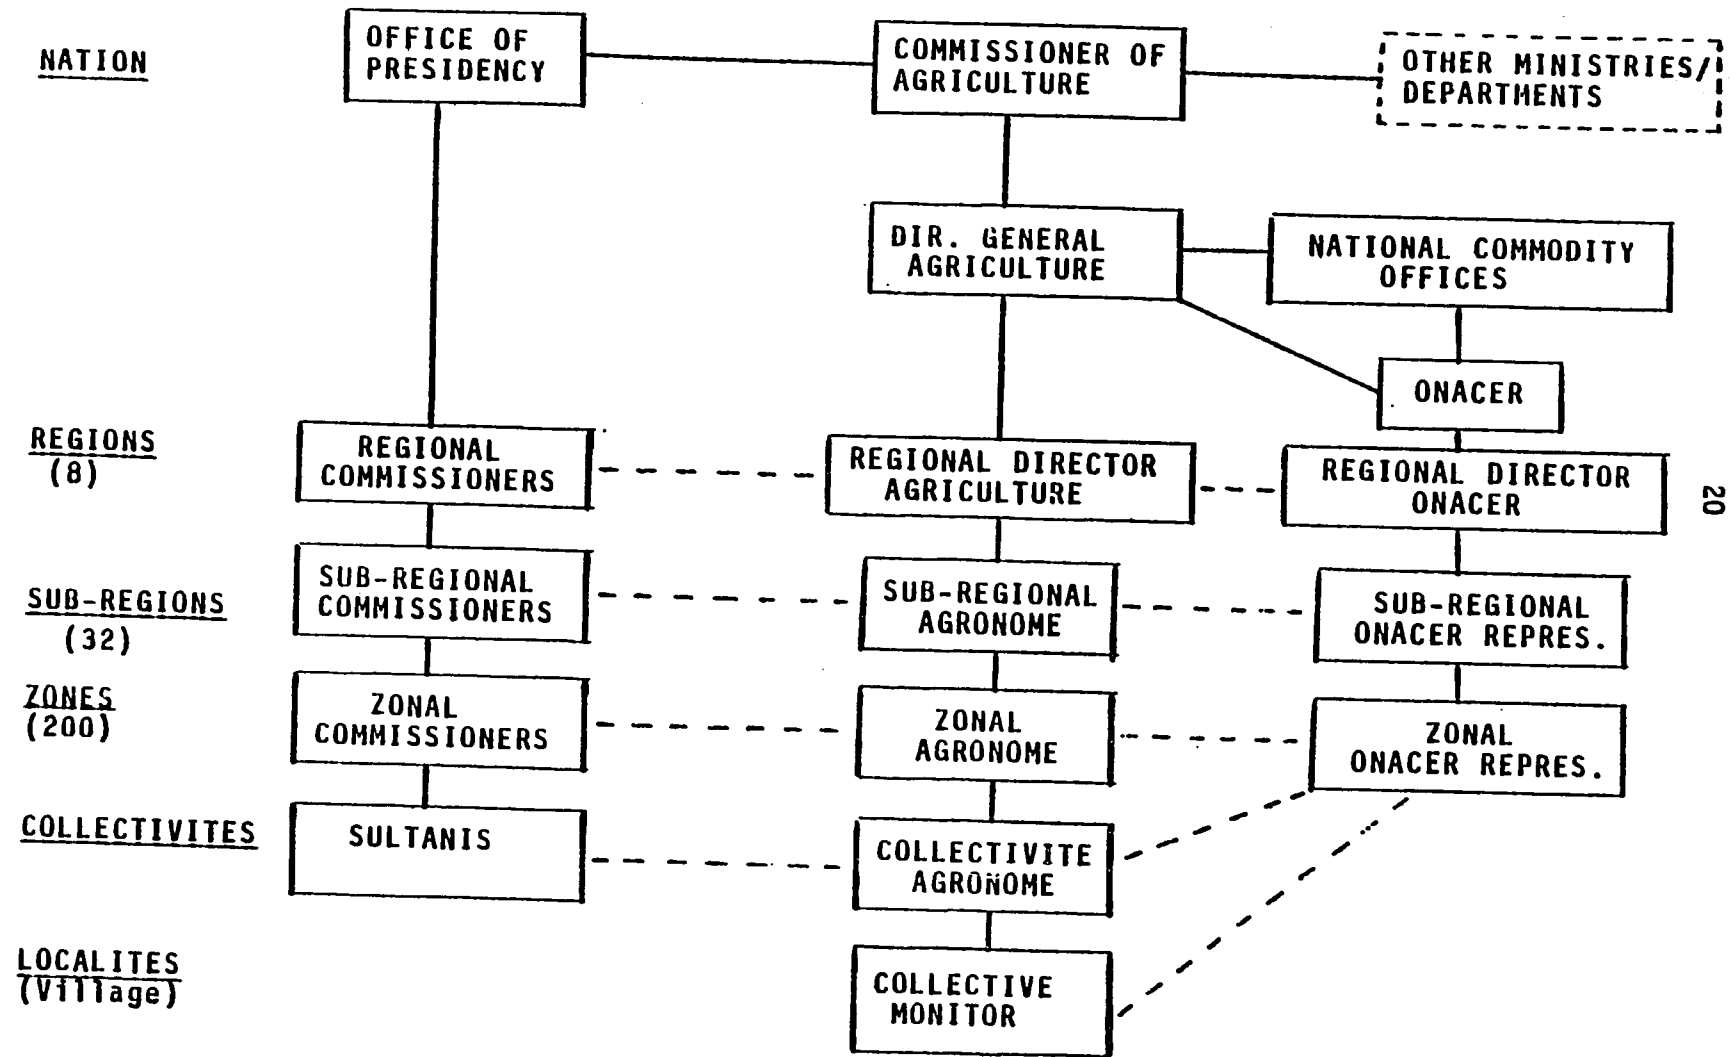 NATION
OFFICE OF
PRESIDENCY
COMMISSIONER OF
AGRICULTURE
OTHER MINISTRIES/
DEPARTMENTS
DIR. GENERAL
AGRICULTURE
NATIONAL COMMODITY
OFFICES
ONACER
REGIONS
(8)
REGIONAL
COMMISSIONERS
REGIONAL DIRECTOR
AGRICULTURE
REGIONAL DIRECTOR
ONACER
20
SUB-REGIONS
(32)
SUB-REGIONAL
COMMISSIONERS
SUB-REGIONAL
AGRONOME
SUB-REGIONAL
ONACER REPRES.
ZONES
(200)
ZONAL
COMMISSIONERS
ZONAL
AGRONOME
ZONAL
ONACER REPRES.
COLLECTIVITES
SULTANIS
COLLECTIVITE
AGRONOME
LOCALITES
(Village)
COLLECTIVE
MONITOR